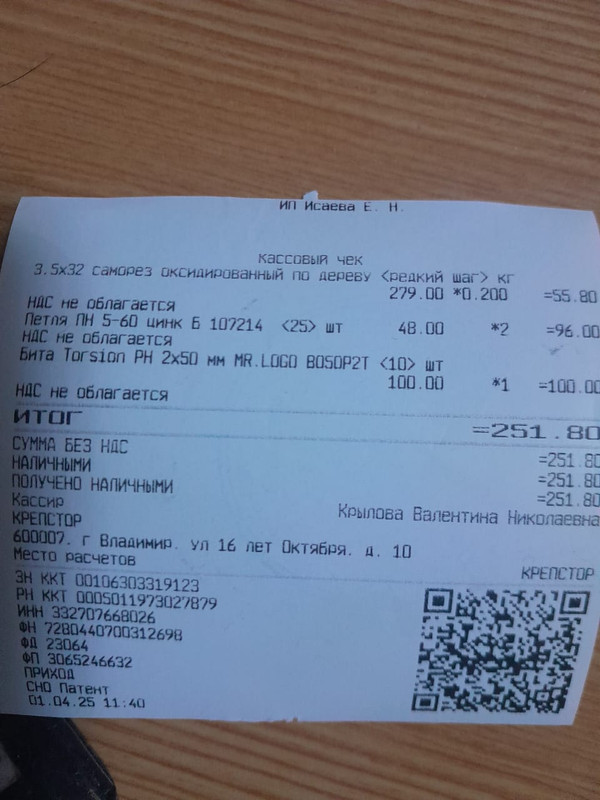 ИП Исаева Е. Н.
Кассовый чек
3.5х32 саморез оксидированный по дереву <редкий шаг> кг
279.00 *0.200 =55.80
НДС не облагается
Петля ПН 5-60 цинк Б 107214 <25> шт
48.00 *2 =96.00
НДС не облагается
Бита Torsion PH 2x50 мм MR.LOGO B050P2T <10> шт
100.00 *1 =100.00
НДС не облагается
ИТОГ =251.80
СУММА БЕЗ НДС =251.80
НАЛИЧНЫМИ =251.80
ПОЛУЧЕНО НАЛИЧНЫМИ =251.80
Кассир Крылова Валентина Николаевна
КРЕПСТОР
600007. г Владимир. ул 16 лет Октября. д. 10
Место расчетов КРЕПСТОР
ЗН ККТ 00106303319123
РН ККТ 0005011973027879
ИНН 332707668026
ФН 7280440700312698
ФД 23064
ФП 3065246632
ПРИХОД
СНО Патент
01.04.25 11:40